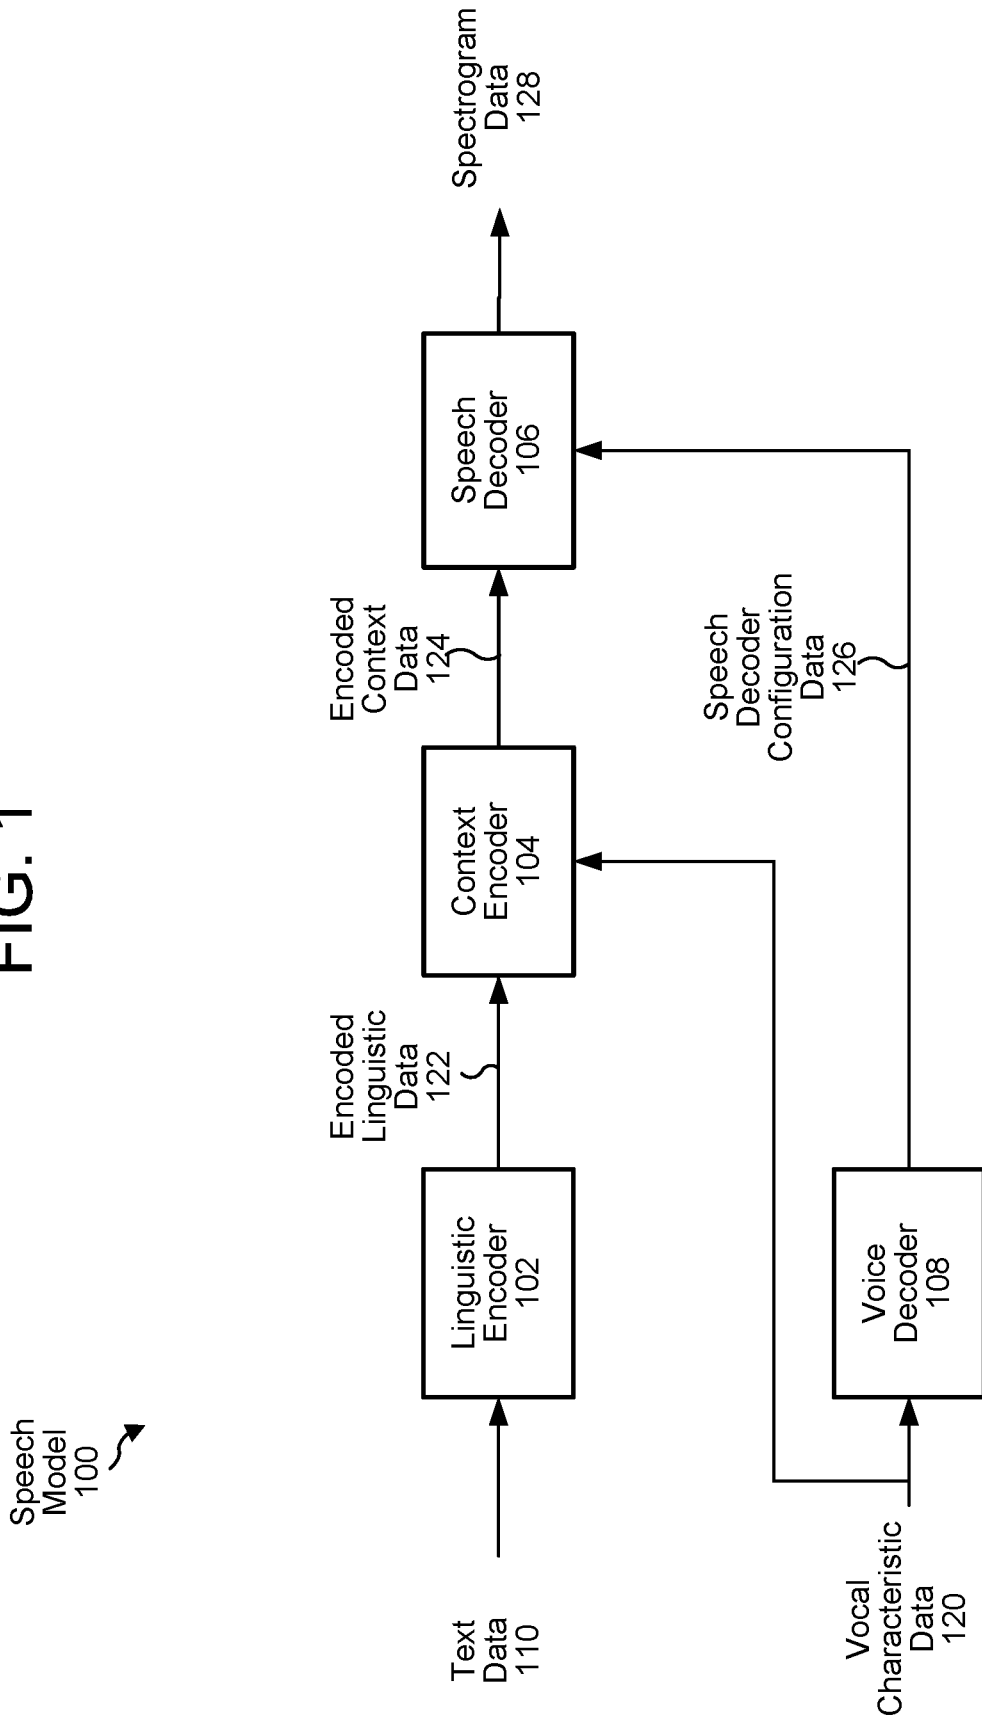 FIG. 1
Speech
Model
100
Text
Data
110
Linguistic
Encoder
102
Encoded
Linguistic
Data
122
Context
Encoder
104
Encoded
Context
Data
124
Speech
Decoder
106
Spectrogram
Data
128
Vocal
Characteristic
Data
120
Voice
Decoder
108
Speech
Decoder
Configuration
Data
126